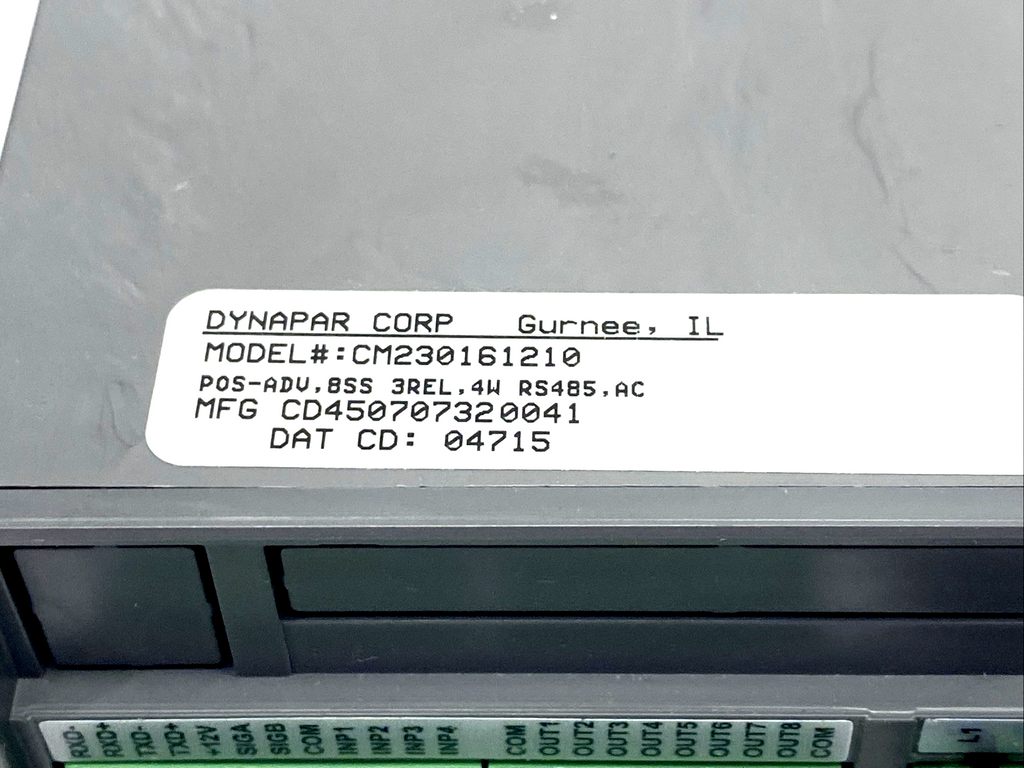 DYNAPAR CORP Gurnee, IL
MODEL#:CM230161210
POS-ADV,8SS 3REL,4W RS485,AC
MFG CD450707320041
DAT CD: 04715
RXD- RXD+ TXD- TXD+ +12V SIGA SIGB COM INP1 INP2 INP3 INP4 COM OUT1 OUT2 OUT3 OUT4 OUT5 OUT6 OUT7 OUT8 COM L1